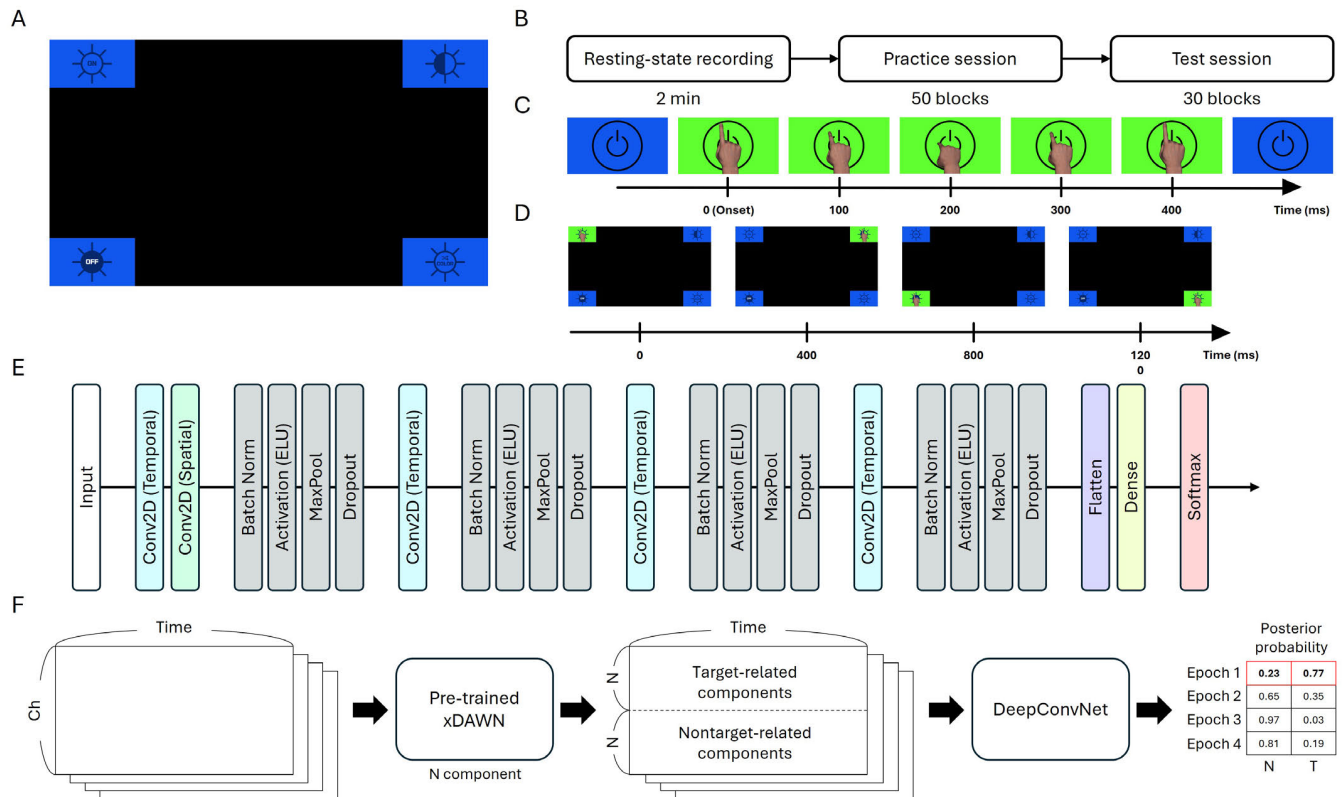 A
ON
OFF
B
Resting-state recording
Practice session
Test session
2 min
50 blocks
30 blocks
C
0 (Onset)
100
200
300
400
Time (ms)
D
OFF
OFF
OFF
0
400
800
120
0
Time (ms)
E
Input
Conv2D (Temporal)
Conv2D (Spatial)
Batch Norm
Activation (ELU)
MaxPool
Dropout
Conv2D (Temporal)
Batch Norm
Activation (ELU)
MaxPool
Dropout
Conv2D (Temporal)
Batch Norm
Activation (ELU)
MaxPool
Dropout
Conv2D (Temporal)
Batch Norm
Activation (ELU)
MaxPool
Dropout
Flatten
Dense
Softmax
F
Time
Ch
Pre-trained
xDAWN
N component
Time
N
Target-related
components
N
Nontarget-related
components
DeepConvNet
Posterior
probability
Epoch 1
0.23
0.77
Epoch 2
0.65
0.35
Epoch 3
0.97
0.03
Epoch 4
0.81
0.19
N
T